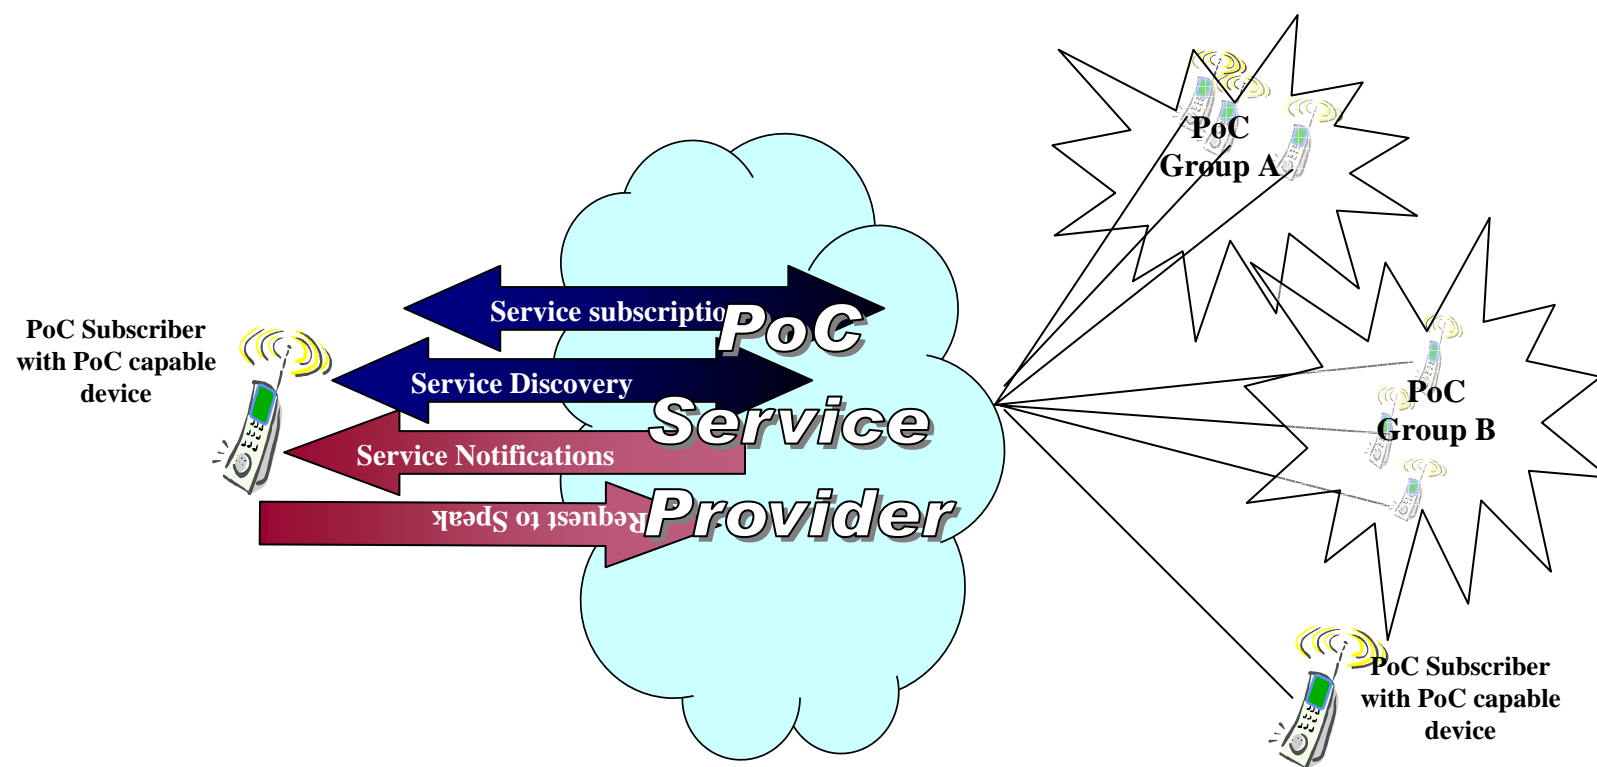 PoC
Group A
PoC Subscriber
with PoC capable
device
Service subscription
PoC
Service Discovery
Service
Service Notifications
Request to Speak
Provider
PoC
Group B
PoC Subscriber
with PoC capable
device